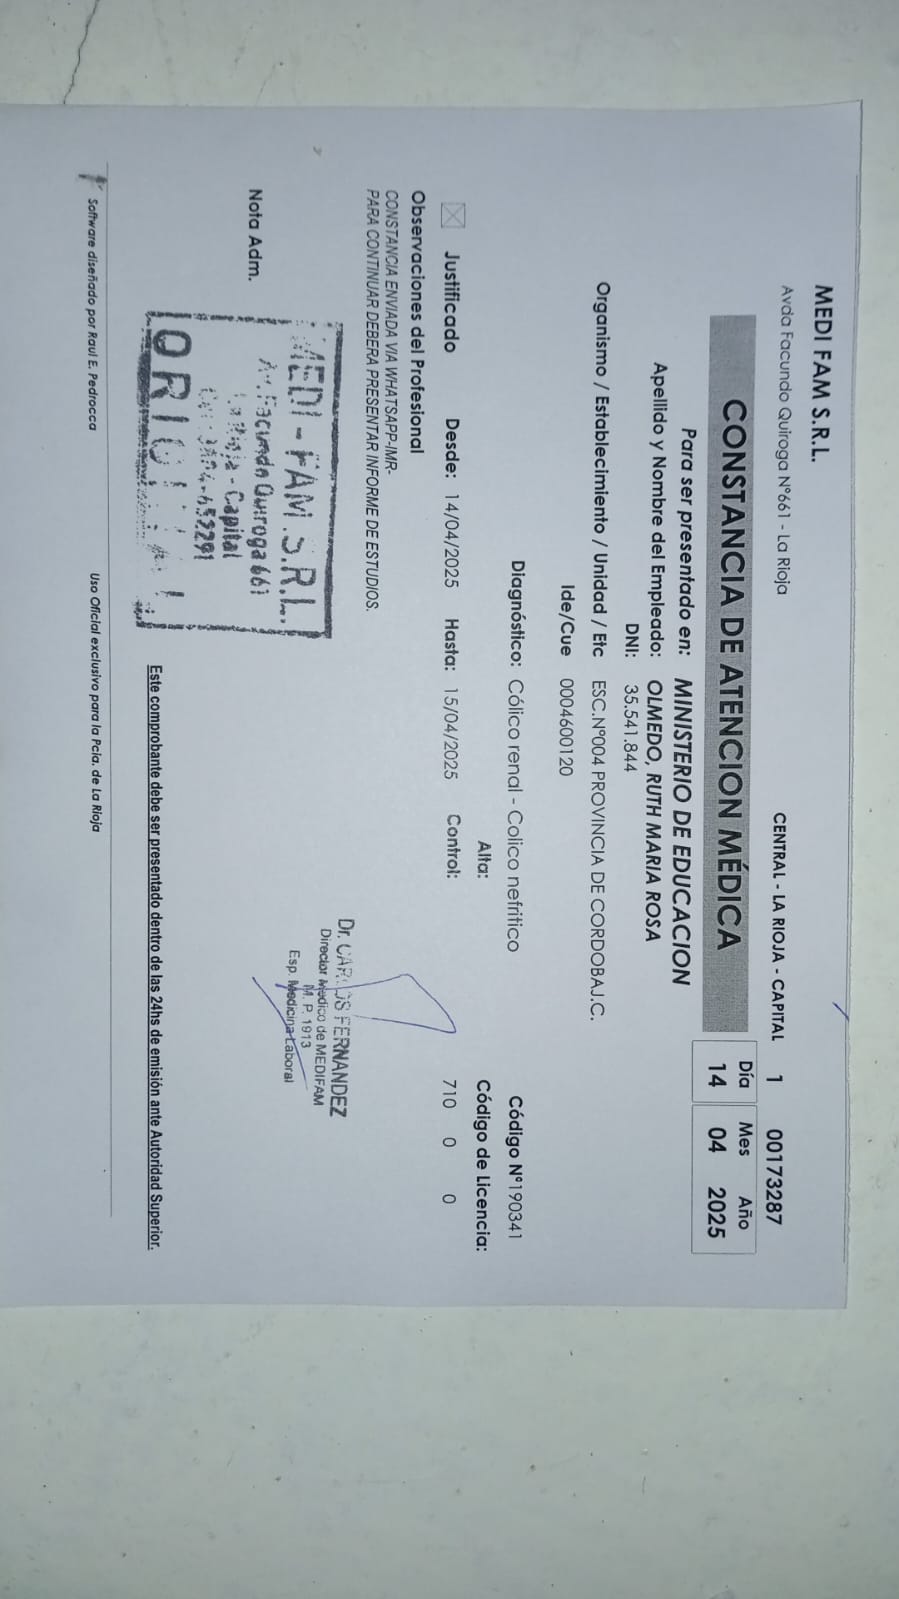 MEDI FAM S.R.L.
Avda Facundo Quiroga N°661 - La Rioja
CENTRAL - LA RIOJA - CAPITAL 1 00173287
CONSTANCIA DE ATENCION MÉDICA
Día Mes Año
14 04 2025
Para ser presentado en: MINISTERIO DE EDUCACION
Apellido y Nombre del Empleado: OLMEDO, RUTH MARIA ROSA
DNI: 35.541.844
Organismo / Establecimiento / Unidad / Etc ESC.N°004 PROVINCIA DE CORDOBAJ.C.
Ide/Cue 0004600120
Diagnóstico: Cólico renal - Colico nefritico Código N°190341
Alta: Código de Licencia:
Justificado Desde: 14/04/2025 Hasta: 15/04/2025 Control: 710 0 0
Observaciones del Profesional
CONSTANCIA ENVIADA VIA WHATSAPP-IMR-
PARA CONTINUAR DEBERA PRESENTAR INFORME DE ESTUDIOS.
MEDI - FAM S.R.L.
Av. Facundo Quiroga 661
La Rioja - Capital
Dr. CARLOS FERNANDEZ
Director Medico de MEDIFAM
M. P. 1913
Esp. Medicina Laboral
Nota Adm.
Este comprobante debe ser presentado dentro de las 24hs de emisión ante Autoridad Superior.
Software diseñado por Raul E. Pedrocca Uso Oficial exclusivo para la Pcia. de La Rioja